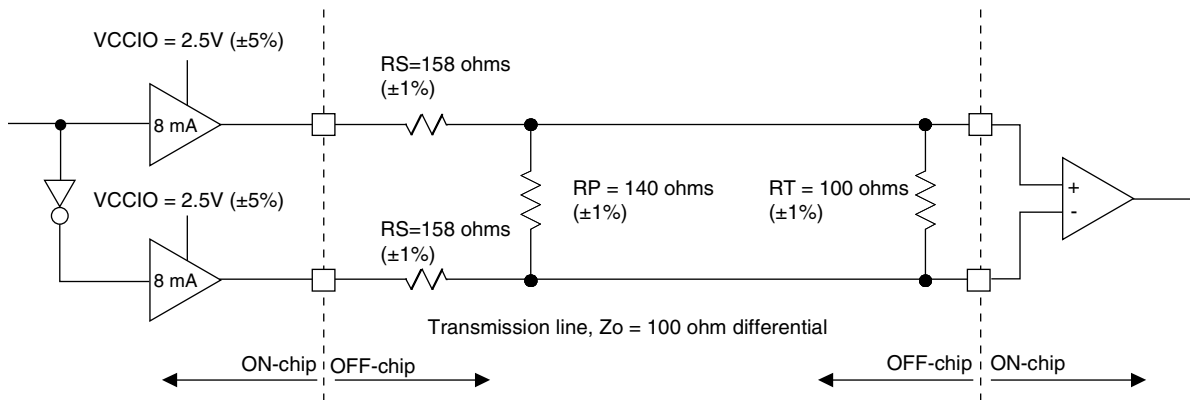 VCCIO = 2.5V (±5%)
RS=158 ohms
(±1%)
8 mA
VCCIO = 2.5V (±5%)
RP = 140 ohms
(±1%)
RT = 100 ohms
(±1%)
+
-
RS=158 ohms
(±1%)
8 mA
Transmission line, Zo = 100 ohm differential
ON-chip
OFF-chip
OFF-chip
ON-chip